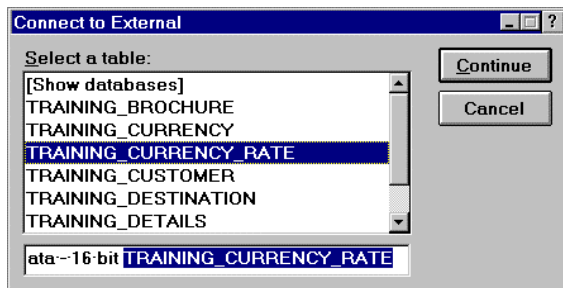 Connect to External
Select a table:
[Show databases]
TRAINING_BROCHURE
TRAINING_CURRENCY
TRAINING_CURRENCY_RATE
TRAINING_CUSTOMER
TRAINING_DESTINATION
TRAINING_DETAILS
ata--16-bit TRAINING_CURRENCY_RATE
Continue
Cancel
?